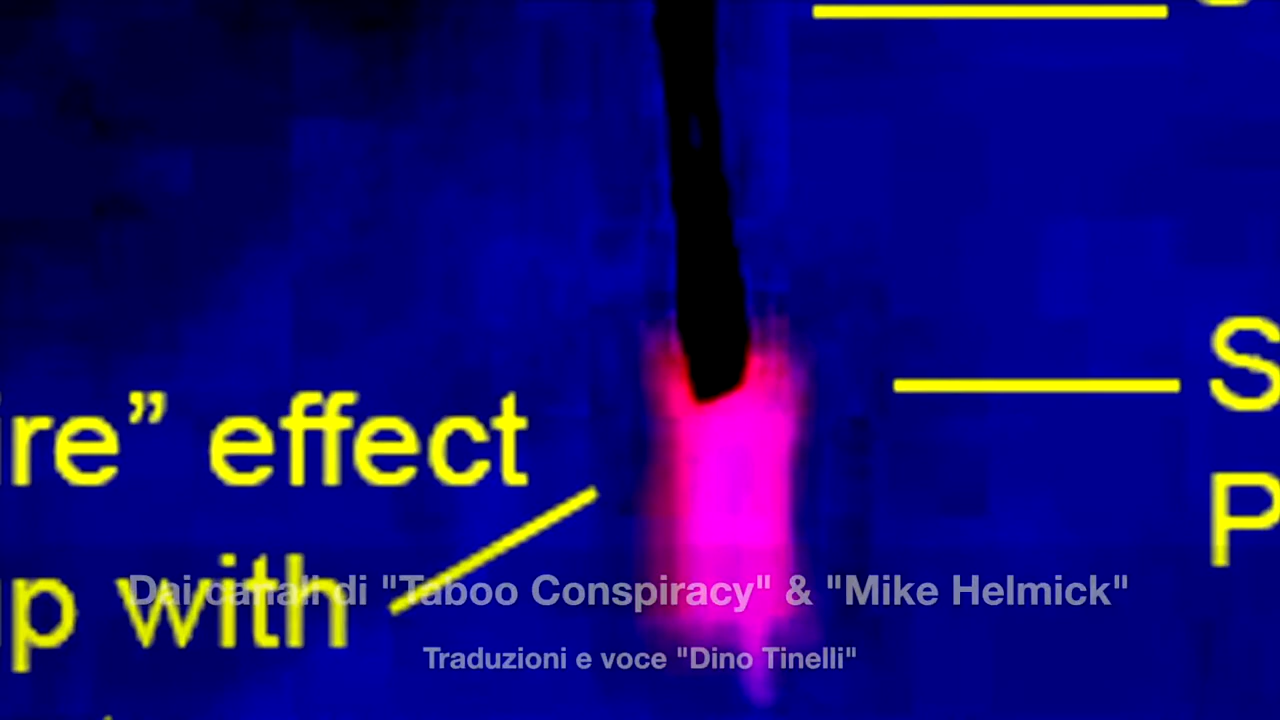 ire” effect
S
P
p with
Dai canali di "Taboo Conspiracy" & "Mike Helmick"
Traduzioni e voce "Dino Tinelli"